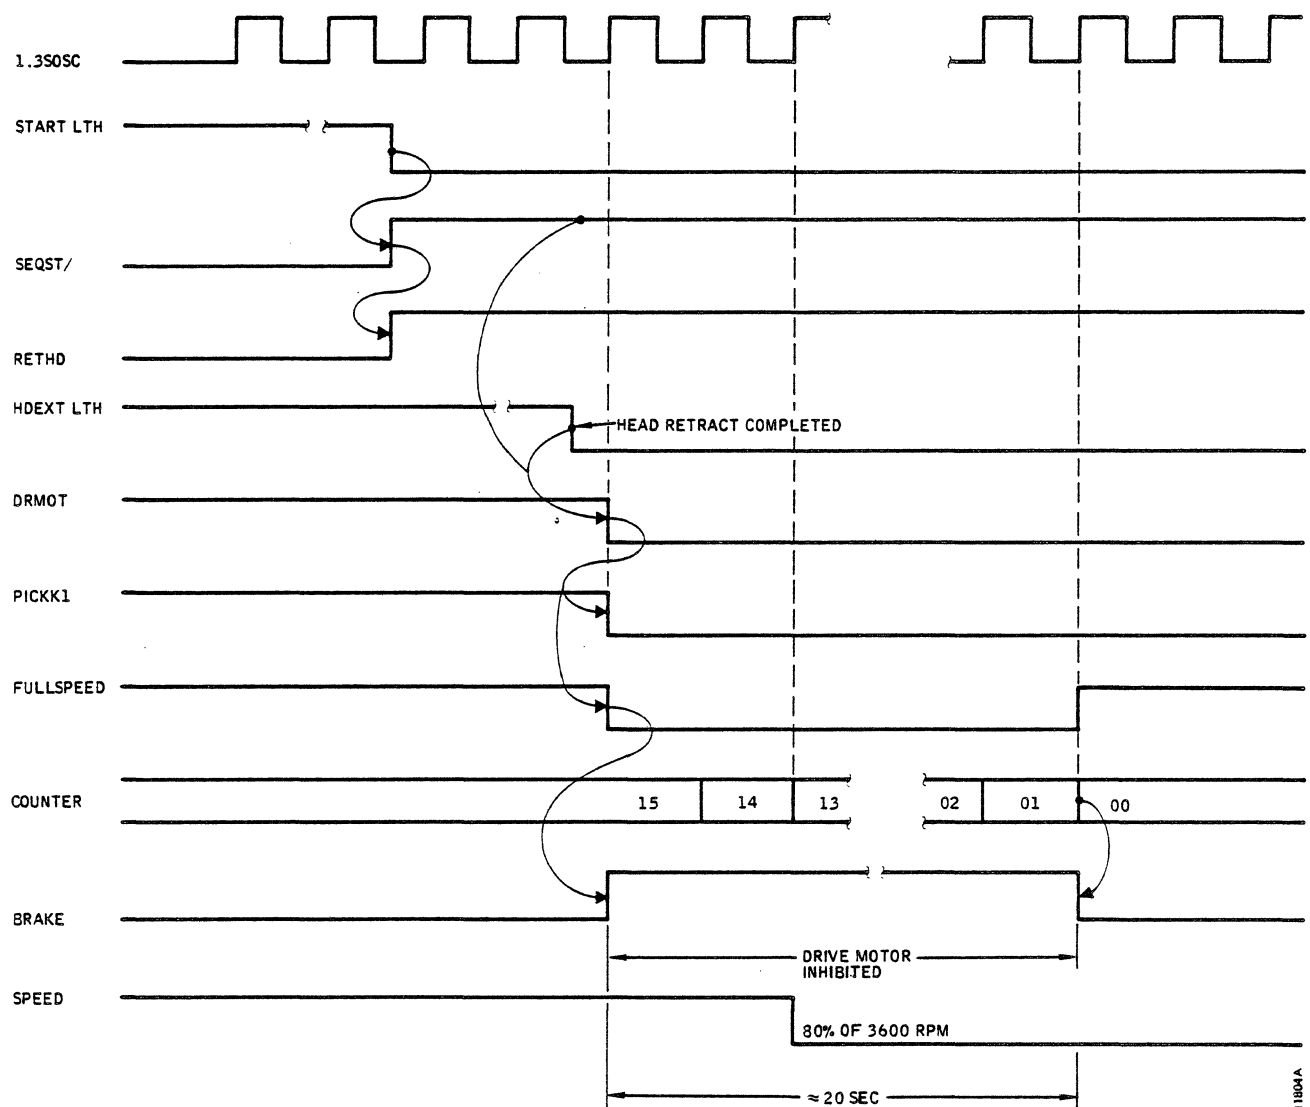 1.3SOSC
START LTH
SEQST/
RETHD
HDEXT LTH
HEAD RETRACT COMPLETED
DRMOT
PICKK1
FULLSPEED
COUNTER
15 14 13 02 01 00
BRAKE
DRIVE MOTOR
INHIBITED
SPEED
80% OF 3600 RPM
≈ 20 SEC
11804A